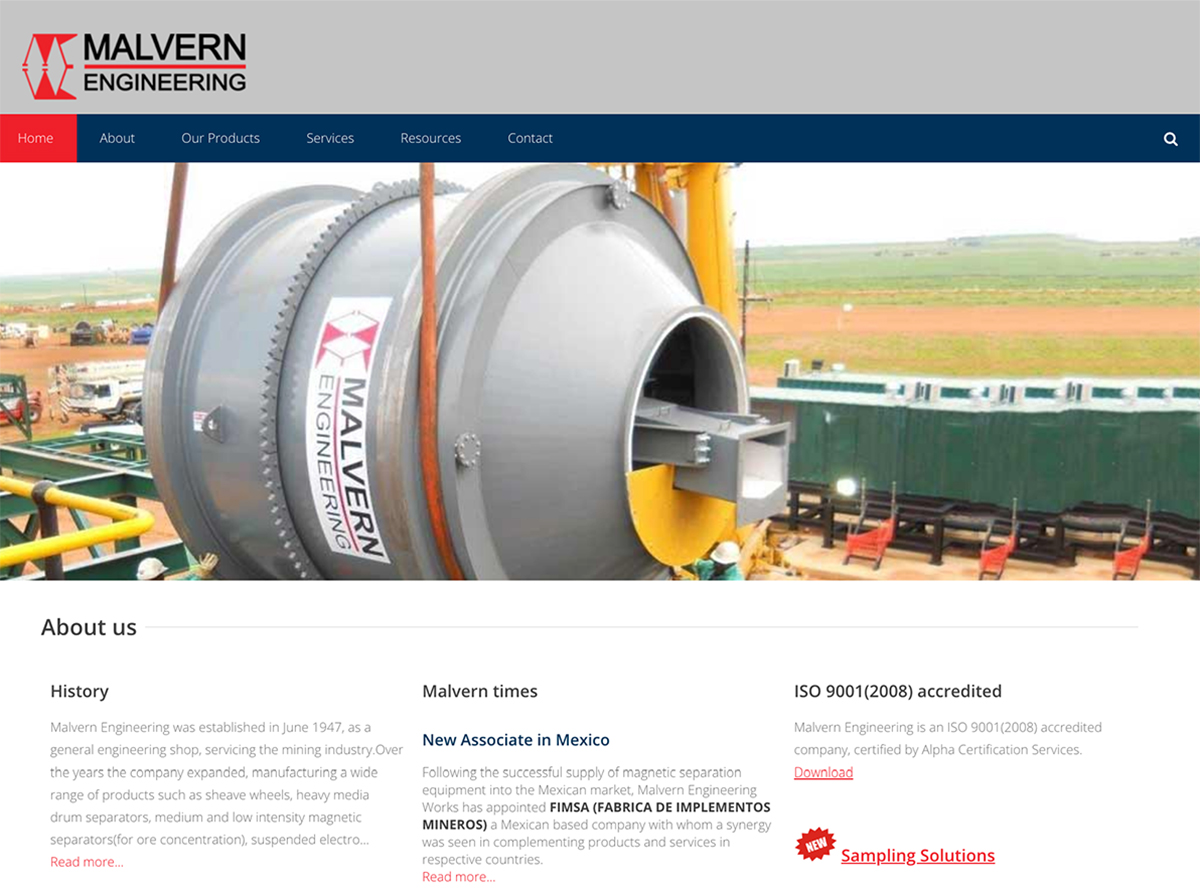 MALVERN
ENGINEERING
Home
About
Our Products
Services
Resources
Contact
MALVERN
ENGINEERING
About us
History
Malvern Engineering was established in June 1947, as a
general engineering shop, servicing the mining industry.Over
the years the company expanded, manufacturing a wide
range of products such as sheave wheels, heavy media
drum separators, medium and low intensity magnetic
separators(for ore concentration), suspended electro...
Read more...
Malvern times
New Associate in Mexico
Following the successful supply of magnetic separation
equipment into the Mexican market, Malvern Engineering
Works has appointed FIMSA (FABRICA DE IMPLEMENTOS
MINEROS) a Mexican based company with whom a synergy
was seen in complementing products and services in
respective countries.
Read more...
ISO 9001(2008) accredited
Malvern Engineering is an ISO 9001(2008) accredited
company, certified by Alpha Certification Services.
Download
NEW
Sampling Solutions